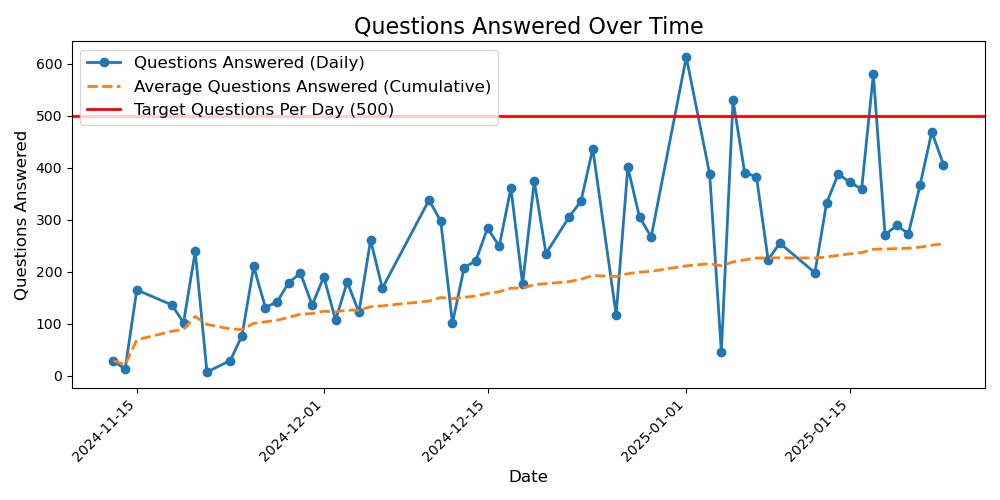 Questions Answered Over Time
Questions Answered (Daily)
Average Questions Answered (Cumulative)
Target Questions Per Day (500)
Questions Answered
600
500
400
300
200
100
0
2024-11-15
2024-12-01
2024-12-15
2025-01-01
2025-01-15
Date